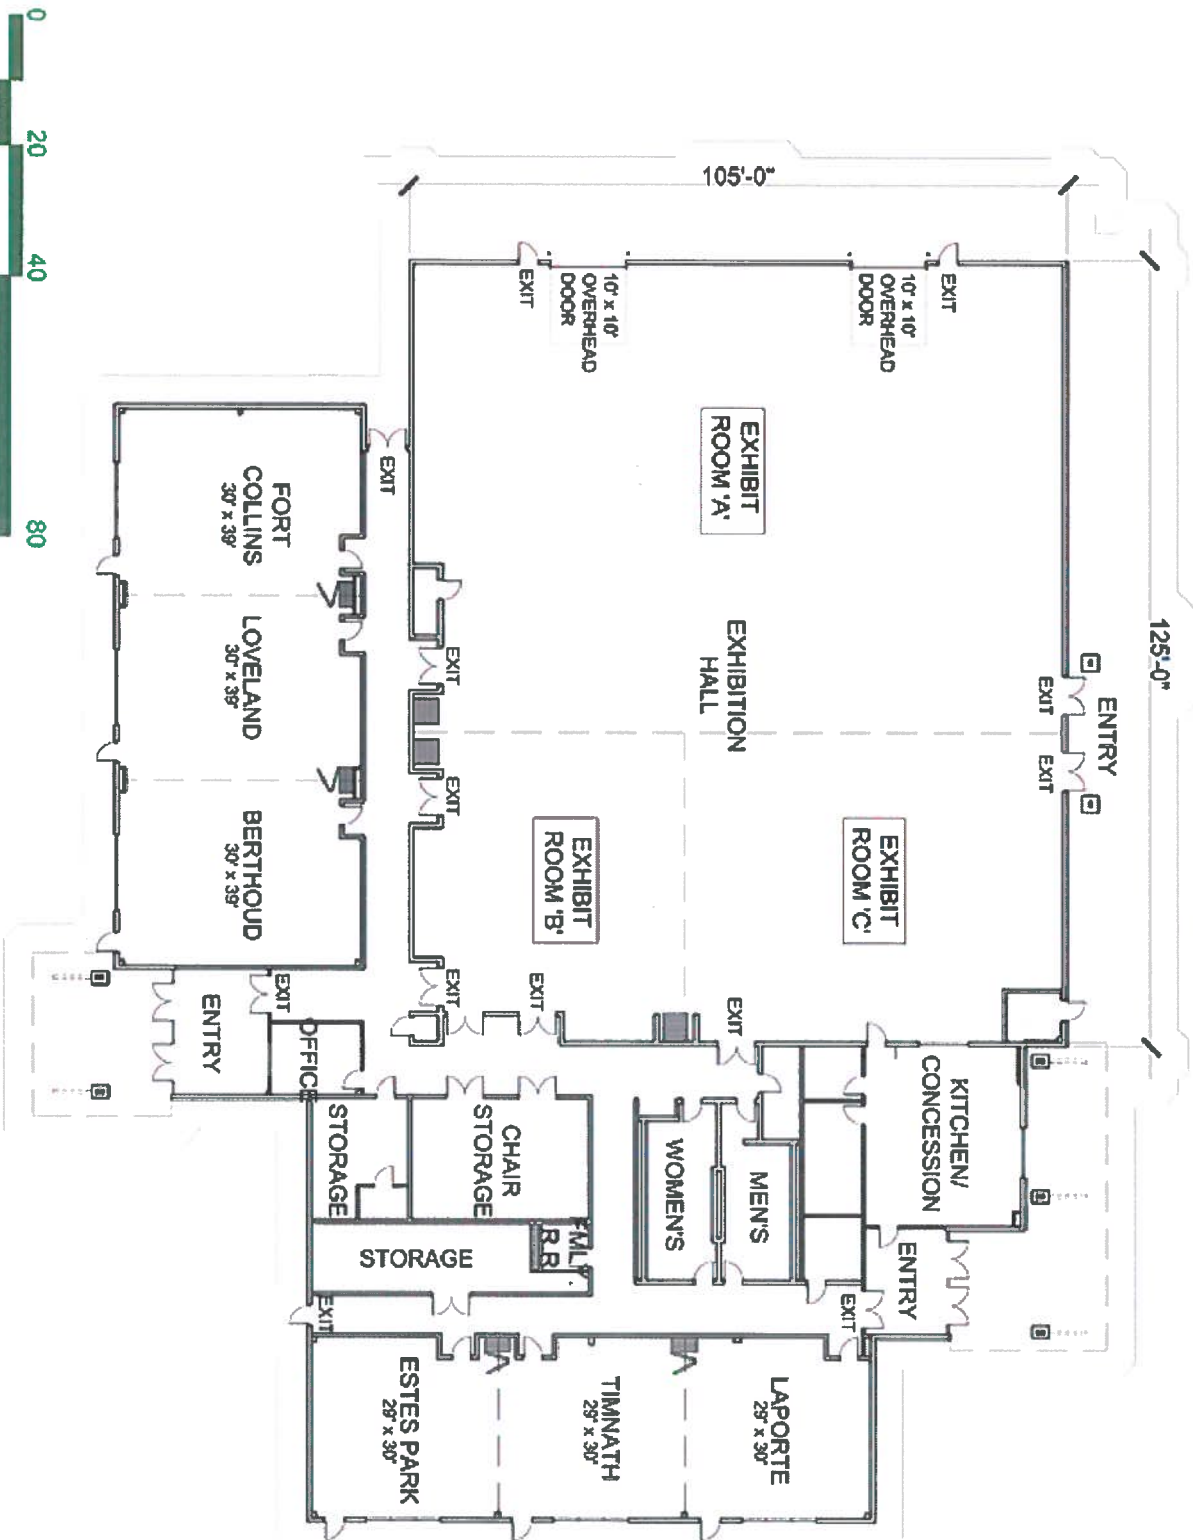 0
20
40
80
105'-0"
125'-0"
EXIT
10' x 10'
OVERHEAD
DOOR
10' x 10'
OVERHEAD
DOOR
EXIT
EXHIBIT
ROOM 'A'
EXIT
FORT
COLLINS
30' x 39'
LOVELAND
30' x 39'
BERTHOUD
30' x 39'
EXHIBITION
HALL
EXIT
EXIT
EXIT
ENTRY
EXIT
EXHIBIT
ROOM 'B'
EXHIBIT
ROOM 'C'
EXIT
EXIT
EXIT
EXIT
ENTRY
OFFIC
STORAGE
CHAIR
STORAGE
WOMEN'S
MEN'S
KITCHEN/
CONCESSION
STORAGE
FMLY
R.R.
ENTRY
EXIT
EXIT
ESTES PARK
29' x 30'
TIMNATH
29' x 30'
LAPORTE
29' x 30'